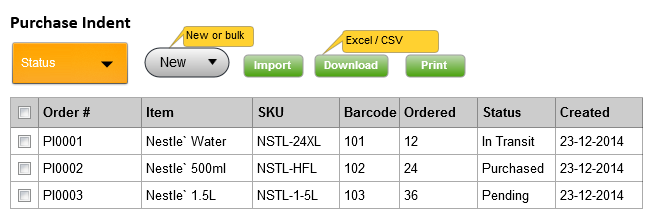 Purchase Indent
New or bulk
Excel / CSV
Status
New
Import
Download
Print
Order # Item SKU Barcode Ordered Status Created
PI0001 Nestle` Water NSTL-24XL 101 12 In Transit 23-12-2014
PI0002 Nestle` 500ml NSTL-HFL 102 24 Purchased 23-12-2014
PI0003 Nestle` 1.5L NSTL-1-5L 103 36 Pending 23-12-2014